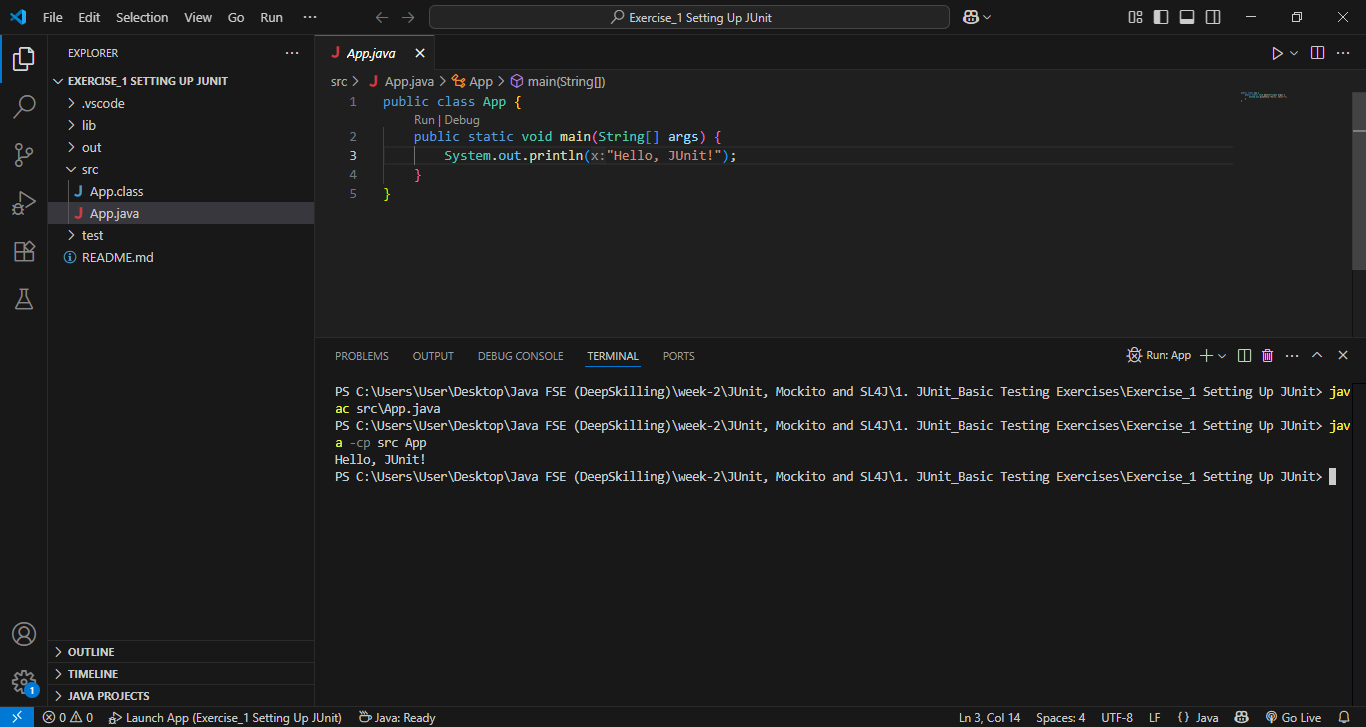 File Edit Selection View Go Run ···
Exercise_1 Setting Up JUnit
EXPLORER
EXERCISE_1 SETTING UP JUNIT
.vscode
lib
out
src
J App.class
J App.java
test
README.md
OUTLINE
TIMELINE
JAVA PROJECTS
J App.java
src > J App.java > App > main(String[])
1 public class App {
Run | Debug
2 public static void main(String[] args) {
3 System.out.println(x:"Hello, JUnit!");
4 }
5 }
PROBLEMS OUTPUT DEBUG CONSOLE TERMINAL PORTS
Run: App
PS C:\Users\User\Desktop\Java FSE (DeepSkilling)\week-2\JUnit, Mockito and SL4J\1. JUnit_Basic Testing Exercises\Exercise_1 Setting Up JUnit> jav
ac src\App.java
PS C:\Users\User\Desktop\Java FSE (DeepSkilling)\week-2\JUnit, Mockito and SL4J\1. JUnit_Basic Testing Exercises\Exercise_1 Setting Up JUnit> jav
a -cp src App
Hello, JUnit!
PS C:\Users\User\Desktop\Java FSE (DeepSkilling)\week-2\JUnit, Mockito and SL4J\1. JUnit_Basic Testing Exercises\Exercise_1 Setting Up JUnit>
1
0 0 Launch App (Exercise_1 Setting Up JUnit) Java: Ready Ln 3, Col 14 Spaces: 4 UTF-8 LF {} Java Go Live